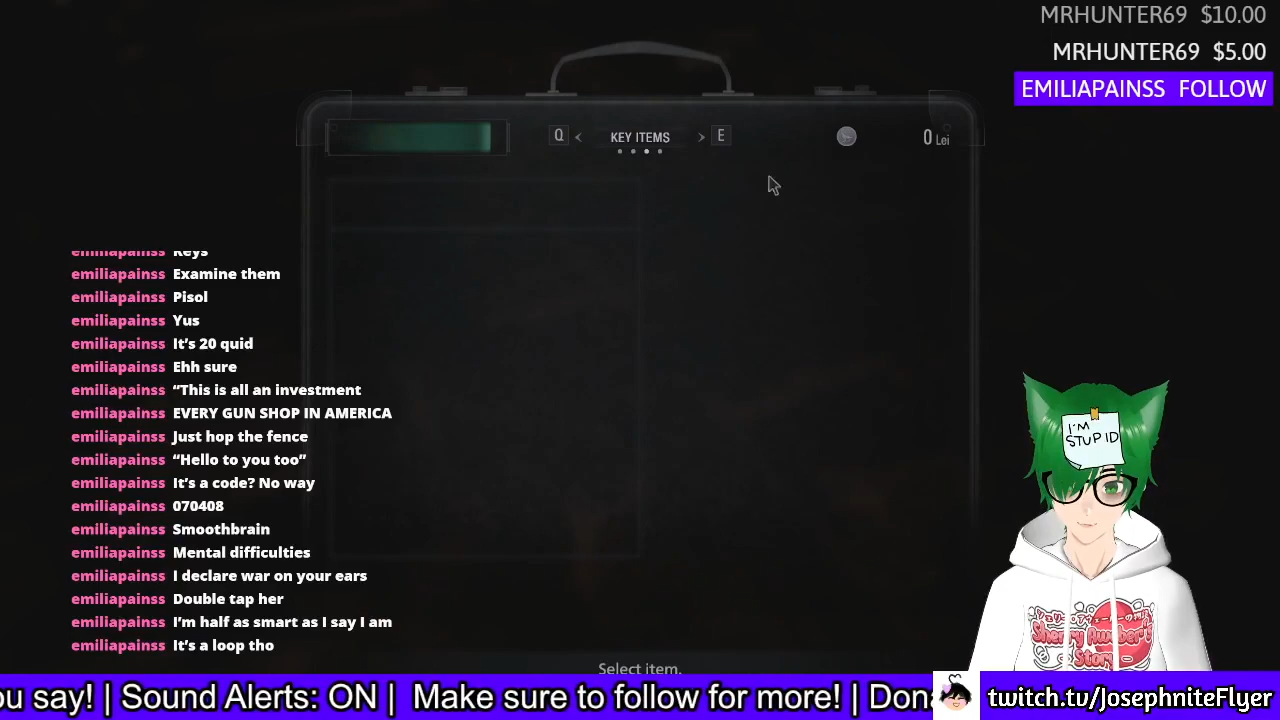 MRHUNTER69 $10.00
MRHUNTER69 $5.00
EMILIAPAINSS FOLLOW
Q < KEY ITEMS > E
0 Lei
emiliapainss Keys
emiliapainss Examine them
emiliapainss Pisol
emiliapainss Yus
emiliapainss It's 20 quid
emiliapainss Ehh sure
emiliapainss “This is all an investment
emiliapainss EVERY GUN SHOP IN AMERICA
emiliapainss Just hop the fence
emiliapainss “Hello to you too”
emiliapainss It's a code? No way
emiliapainss 070408
emiliapainss Smoothbrain
emiliapainss Mental difficulties
emiliapainss I declare war on your ears
emiliapainss Double tap her
emiliapainss I'm half as smart as I say I am
emiliapainss It's a loop tho
I'M STUPID
Sherry Story
Select item.
ou say! | Sound Alerts: ON | Make sure to follow for more! | Dona
twitch.tv/JosephniteFlyer